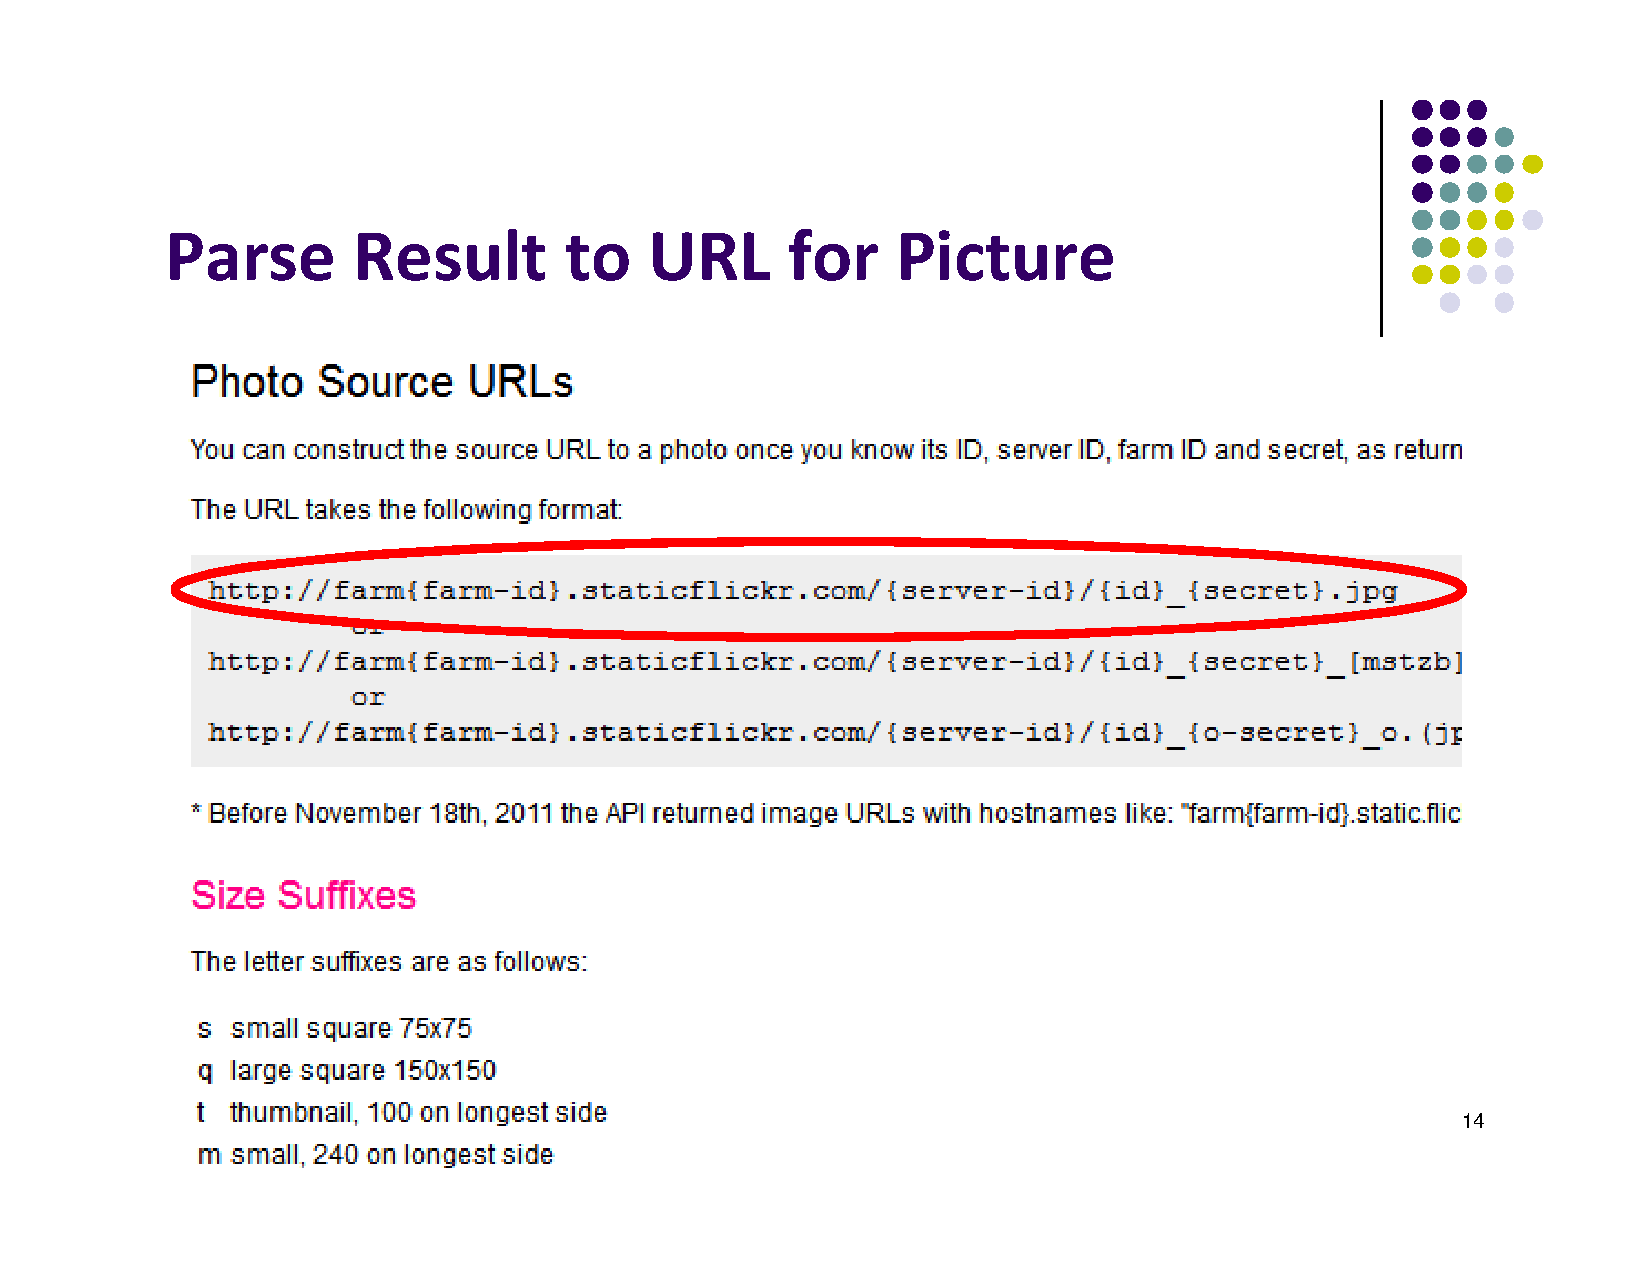 Parse Result to URL for Picture
Photo Source URLs
You can construct the source URL to a photo once you know its ID, server ID, farm ID and secret, as return
The URL takes the following format:
http://farm{farm-id}.staticflickr.com/{server-id}/{id}_{secret}.jpg
or
http://farm{farm-id}.staticflickr.com/{server-id}/{id}_{secret}_[mstzb]
or
http://farm{farm-id}.staticflickr.com/{server-id}/{id}_{o-secret}_o.(jp
* Before November 18th, 2011 the API returned image URLs with hostnames like: "farm{farm-id}.static.flic
Size Suffixes
The letter suffixes are as follows:
s small square 75x75
q large square 150x150
t thumbnail, 100 on longest side
m small, 240 on longest side
14